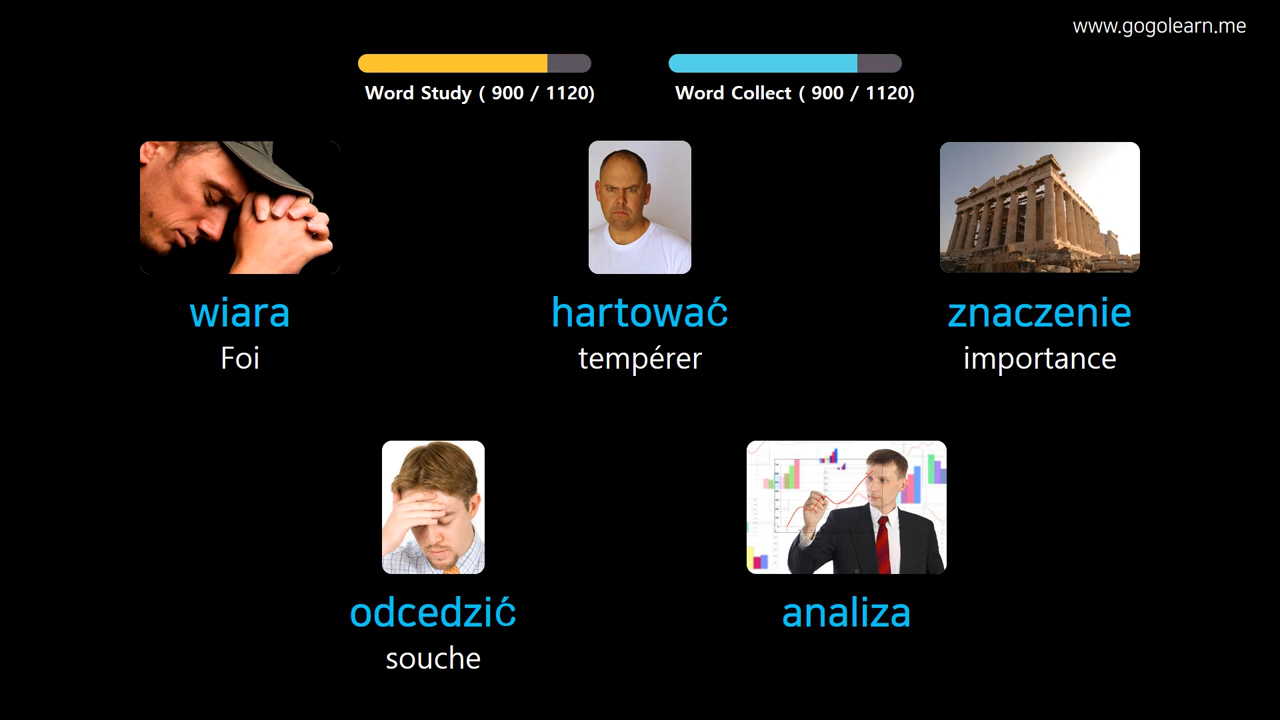 www.gogolearn.me
Word Study ( 900 / 1120)
Word Collect ( 900 / 1120)
wiara
Foi
hartować
tempérer
znaczenie
importance
odcedzić
souche
analiza